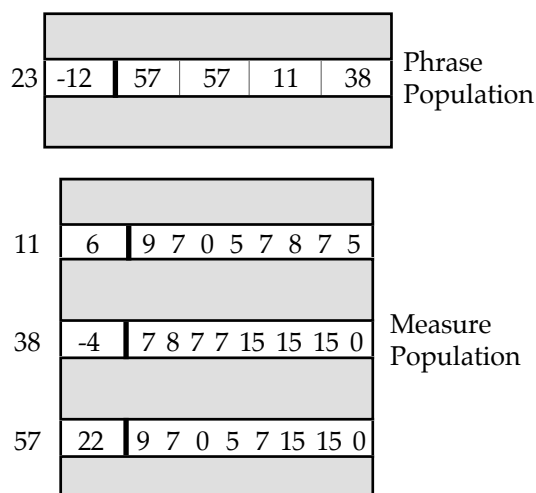 Phrase
23 -12 57 57 11 38
Population
11 6 9 7 0 5 7 8 7 5
38 -4 7 8 7 7 15 15 15 0
Measure
Population
57 22 9 7 0 5 7 15 15 0